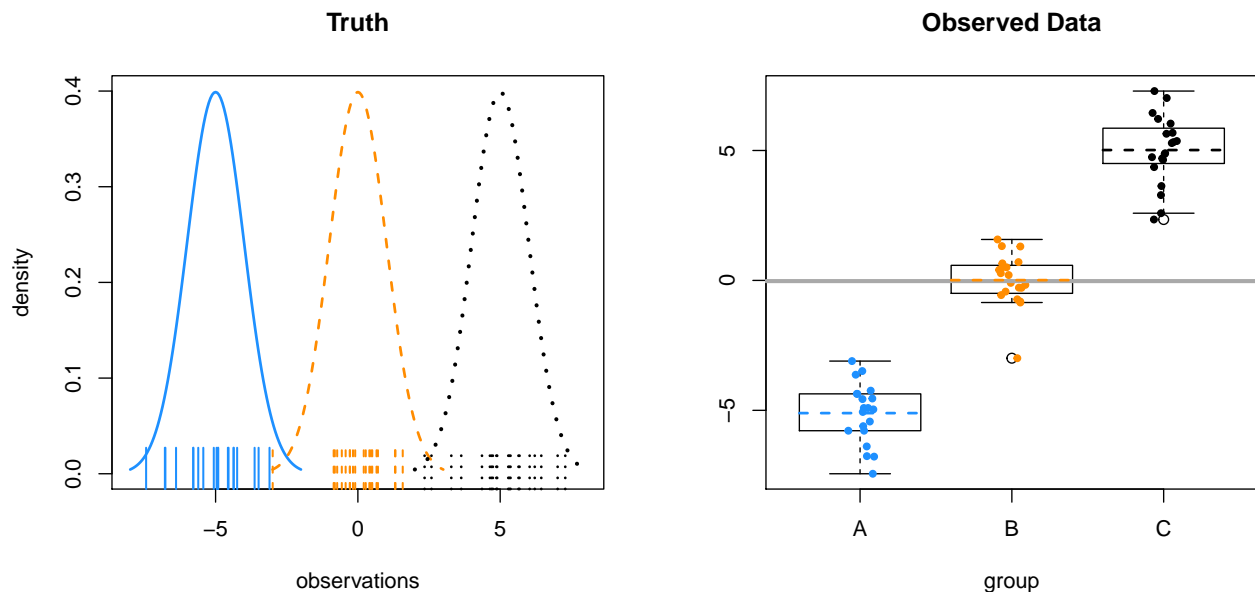 Truth
density
0.0
0.1
0.2
0.3
0.4
−5
0
5
observations
Observed Data
−5
0
5
A
B
C
group